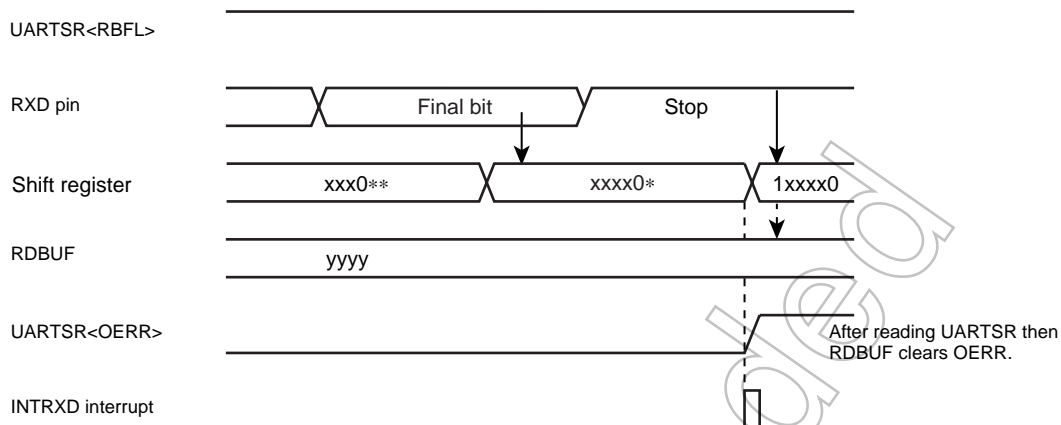 UARTSR<RBFL>
RXD pin
Final bit
Stop
Shift register
xxx0**
xxxx0*
1xxxx0
RDBUF
yyyy
UARTSR<OERR>
After reading UARTSR then
RDBUF clears OERR.
INTRXD interrupt
ded